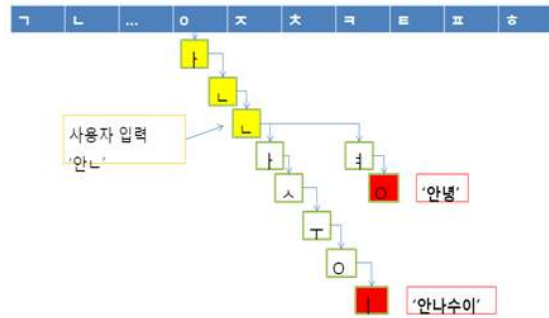 ㄱ ㄴ ... ㅇ ㅈ ㅊ ㅋ ㅌ ㅍ ㅎ
ㅏ
ㄴ
ㄴ
사용자 입력
'안ㄴ'
ㅏ ㅕ
ㅅ ㅇ '안녕'
ㅜ
ㅇ
ㅣ '안나수이'